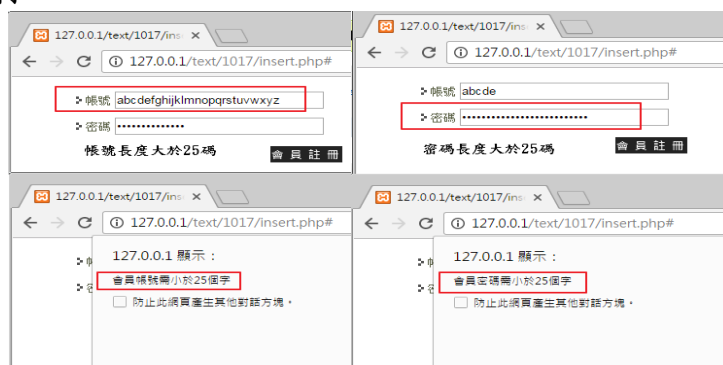 127.0.0.1/text/1017/ins
127.0.0.1/text/1017/insert.php#
帳號 abcdefghijklmnopqrstuvwxyz
密碼 ••••••••••••••
帳號長度大於25碼
會員註冊
127.0.0.1/text/1017/ins
127.0.0.1/text/1017/insert.php#
帳號 abcde
密碼 ••••••••••••••••••••••••••
密碼長度大於25碼
會員註冊
127.0.0.1/text/1017/ins
127.0.0.1/text/1017/insert.php#
127.0.0.1 顯示：
會員帳號需小於25個字
防止此網頁產生其他對話方塊。
127.0.0.1/text/1017/ins
127.0.0.1/text/1017/insert.php#
127.0.0.1 顯示：
會員密碼需小於25個字
防止此網頁產生其他對話方塊。